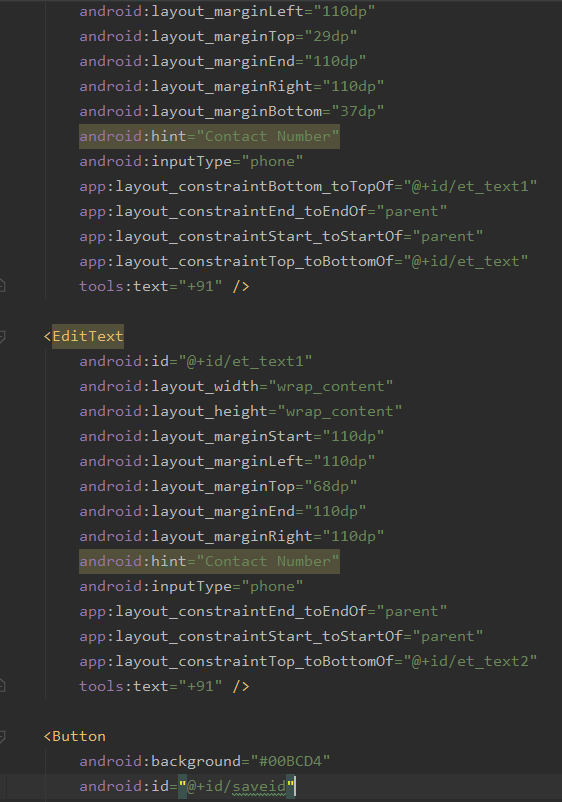 android:layout_marginLeft="110dp"
android:layout_marginTop="29dp"
android:layout_marginEnd="110dp"
android:layout_marginRight="110dp"
android:layout_marginBottom="37dp"
android:hint="Contact Number"
android:inputType="phone"
app:layout_constraintBottom_toTopOf="@+id/et_text1"
app:layout_constraintEnd_toEndOf="parent"
app:layout_constraintStart_toStartOf="parent"
app:layout_constraintTop_toBottomOf="@+id/et_text"
tools:text="+91" />
<EditText
android:id="@+id/et_text1"
android:layout_width="wrap_content"
android:layout_height="wrap_content"
android:layout_marginStart="110dp"
android:layout_marginLeft="110dp"
android:layout_marginTop="68dp"
android:layout_marginEnd="110dp"
android:layout_marginRight="110dp"
android:hint="Contact Number"
android:inputType="phone"
app:layout_constraintEnd_toEndOf="parent"
app:layout_constraintStart_toStartOf="parent"
app:layout_constraintTop_toBottomOf="@+id/et_text2"
tools:text="+91" />
<Button
android:background="#00BCD4"
android:id="@+id/saveid"